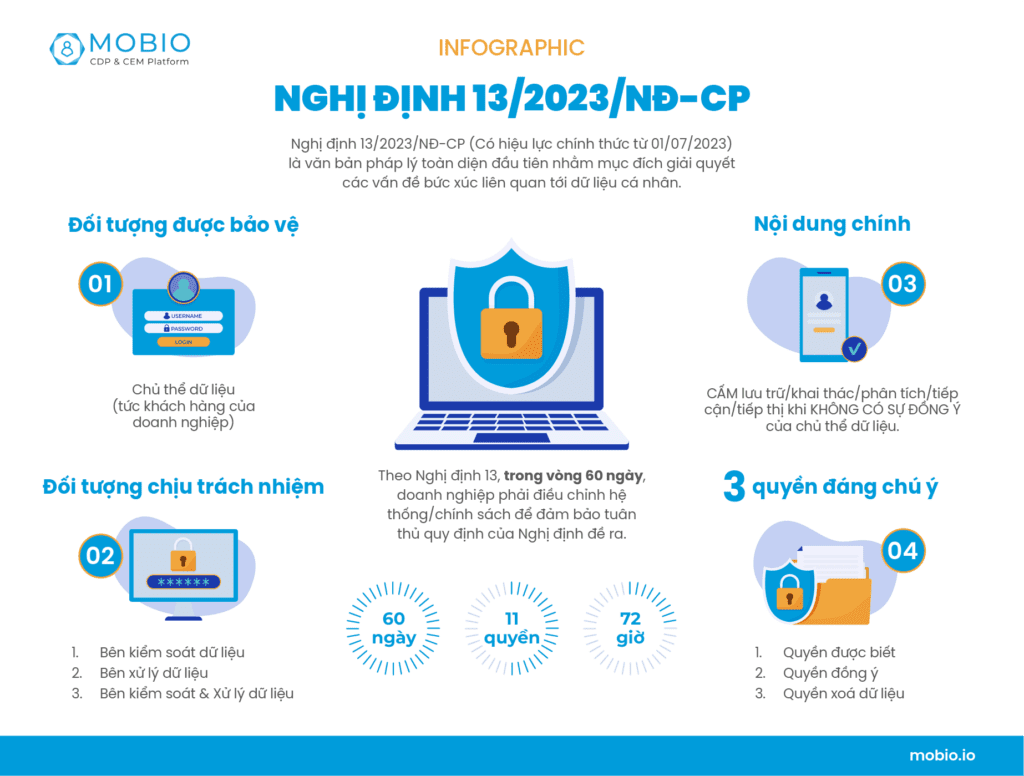 MOBIO
CDP & CEM Platform
INFOGRAPHIC
NGHỊ ĐỊNH 13/2023/NĐ-CP
Nghị định 13/2023/NĐ-CP (Có hiệu lực chính thức từ 01/07/2023)
là văn bản pháp lý toàn diện đầu tiên nhằm mục đích giải quyết
các vấn đề bức xúc liên quan tới dữ liệu cá nhân.
Đối tượng được bảo vệ
01
USERNAME
PASSWORD
LOGIN
Chủ thể dữ liệu
(tức khách hàng của
doanh nghiệp)
Đối tượng chịu trách nhiệm
02
******
1. Bên kiểm soát dữ liệu
2. Bên xử lý dữ liệu
3. Bên kiểm soát & Xử lý dữ liệu
Theo Nghị định 13, trong vòng 60 ngày,
doanh nghiệp phải điều chỉnh hệ
thống/chính sách để đảm bảo tuân
thủ quy định của Nghị định đề ra.
60
ngày
11
quyền
72
giờ
Nội dung chính
03
CẤM lưu trữ/khai thác/phân tích/tiếp
cận/tiếp thị khi KHÔNG CÓ SỰ ĐỒNG Ý
của chủ thể dữ liệu.
3 quyền đáng chú ý
04
1. Quyền được biết
2. Quyền đồng ý
3. Quyền xoá dữ liệu
mobio.io